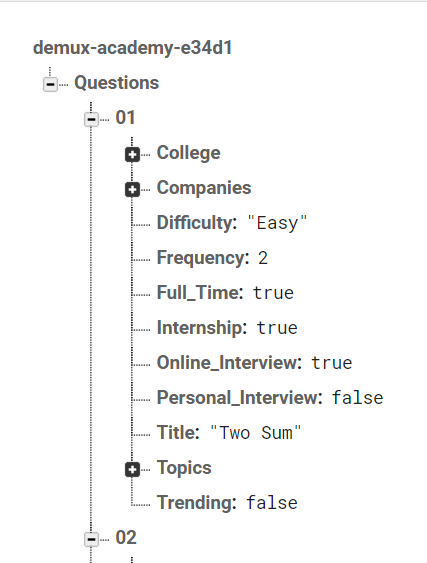 demux-academy-e34d1
Questions
01
College
Companies
Difficulty: "Easy"
Frequency: 2
Full_Time: true
Internship: true
Online_Interview: true
Personal_Interview: false
Title: "Two Sum"
Topics
Trending: false
02